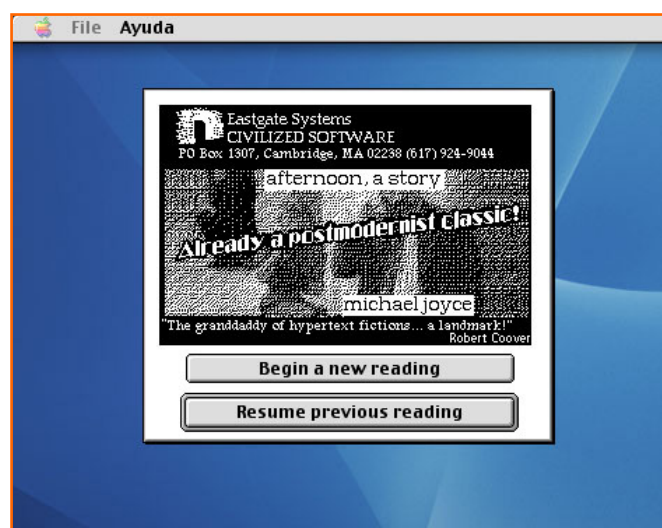 File Ayuda
Eastgate Systems
CIVILIZED SOFTWARE
PO Box 1307, Cambridge, MA 02238 (617) 924-9044
afternoon, a story
Already a postmodernist classic!
michael joyce
"The granddaddy of hypertext fictions... a landmark!"
Robert Coover
Begin a new reading
Resume previous reading